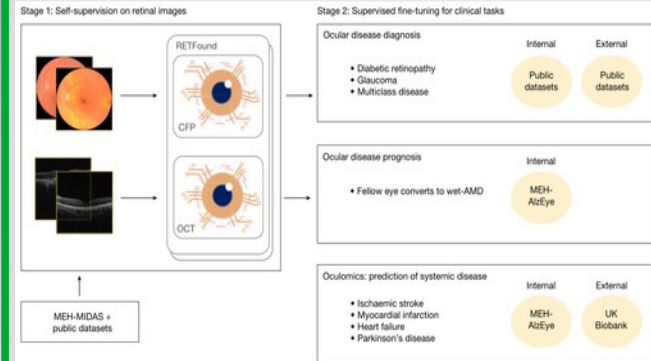 Stage 1: Self-supervision on retinal images
RETFound
CFP
OCT
MEH-MIDAS +
public datasets
Stage 2: Supervised fine-tuning for clinical tasks
Ocular disease diagnosis
Internal
External
• Diabetic retinopathy
• Glaucoma
• Multiclass disease
Public
datasets
Public
datasets
Ocular disease prognosis
Internal
• Fellow eye converts to wet-AMD
MEH-
AlzEye
Oculomics: prediction of systemic disease
Internal
External
• Ischaemic stroke
• Myocardial infarction
• Heart failure
• Parkinson's disease
MEH-
AlzEye
UK
Biobank